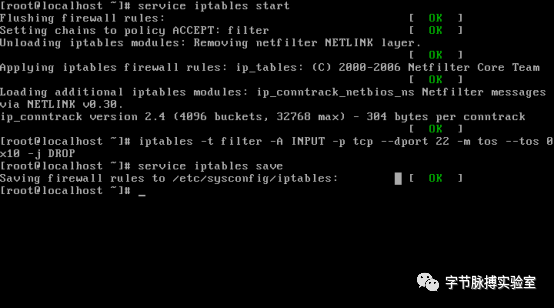 [root@localhost ~]# service iptables start
Flushing firewall rules: [ OK ]
Setting chains to policy ACCEPT: filter [ OK ]
Unloading iptables modules: Removing netfilter NETLINK layer.
[ OK ]
Applying iptables firewall rules: ip_tables: (C) 2000-2006 Netfilter Core Team
[ OK ]
Loading additional iptables modules: ip_conntrack_netbios_ns Netfilter messages
via NETLINK v0.30.
ip_conntrack version 2.4 (4096 buckets, 32768 max) - 304 bytes per conntrack
[ OK ]
[root@localhost ~]# iptables -t filter -A INPUT -p tcp --dport 22 -m tos --tos 0
x10 -j DROP
[root@localhost ~]# service iptables save
Saving firewall rules to /etc/sysconfig/iptables: [ OK ]
[root@localhost ~]# _
字节脉搏实验室